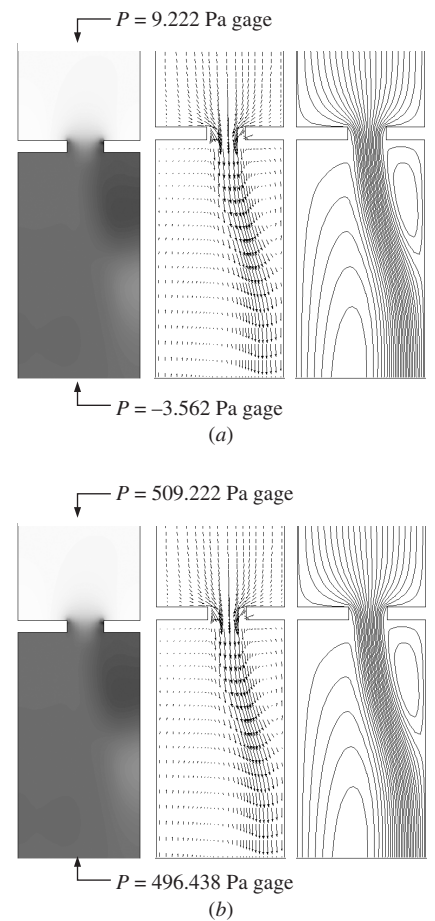 P = 9.222 Pa gage
P = –3.562 Pa gage
(a)
P = 509.222 Pa gage
P = 496.438 Pa gage
(b)